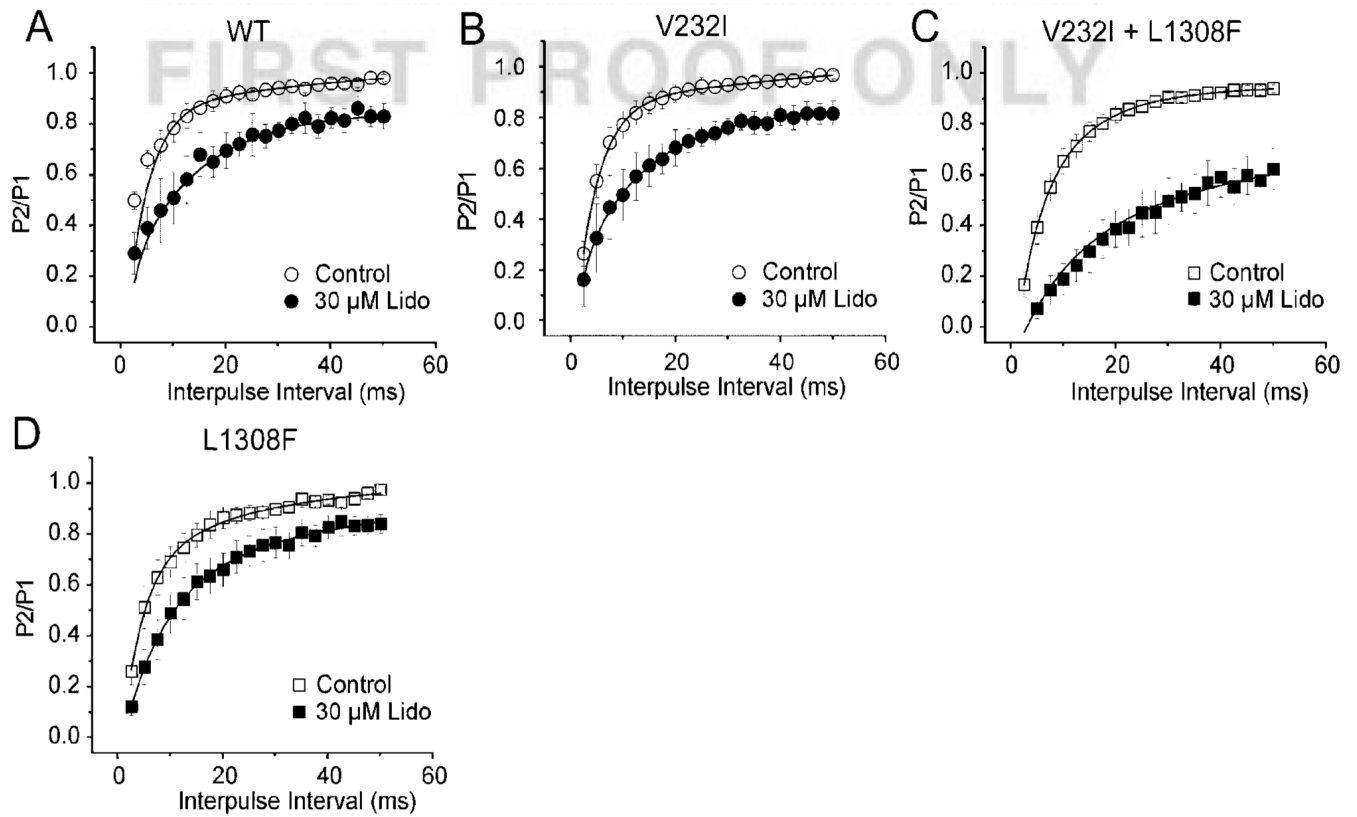 FIRST PROOF ONLY
A
WT
1.0
0.8
0.6
0.4
0.2
0.0
P2/P1
Control
30 µM Lido
0
20
40
60
Interpulse Interval (ms)
B
V232I
1.0
0.8
0.6
0.4
0.2
0.0
P2/P1
Control
30 µM Lido
0
20
40
60
Interpulse Interval (ms)
C
V232I + L1308F
1.0
0.8
0.6
0.4
0.2
0.0
P2/P1
Control
30 µM Lido
0
20
40
60
Interpulse Interval (ms)
D
L1308F
1.0
0.8
0.6
0.4
0.2
0.0
P2/P1
Control
30 µM Lido
0
20
40
60
Interpulse Interval (ms)